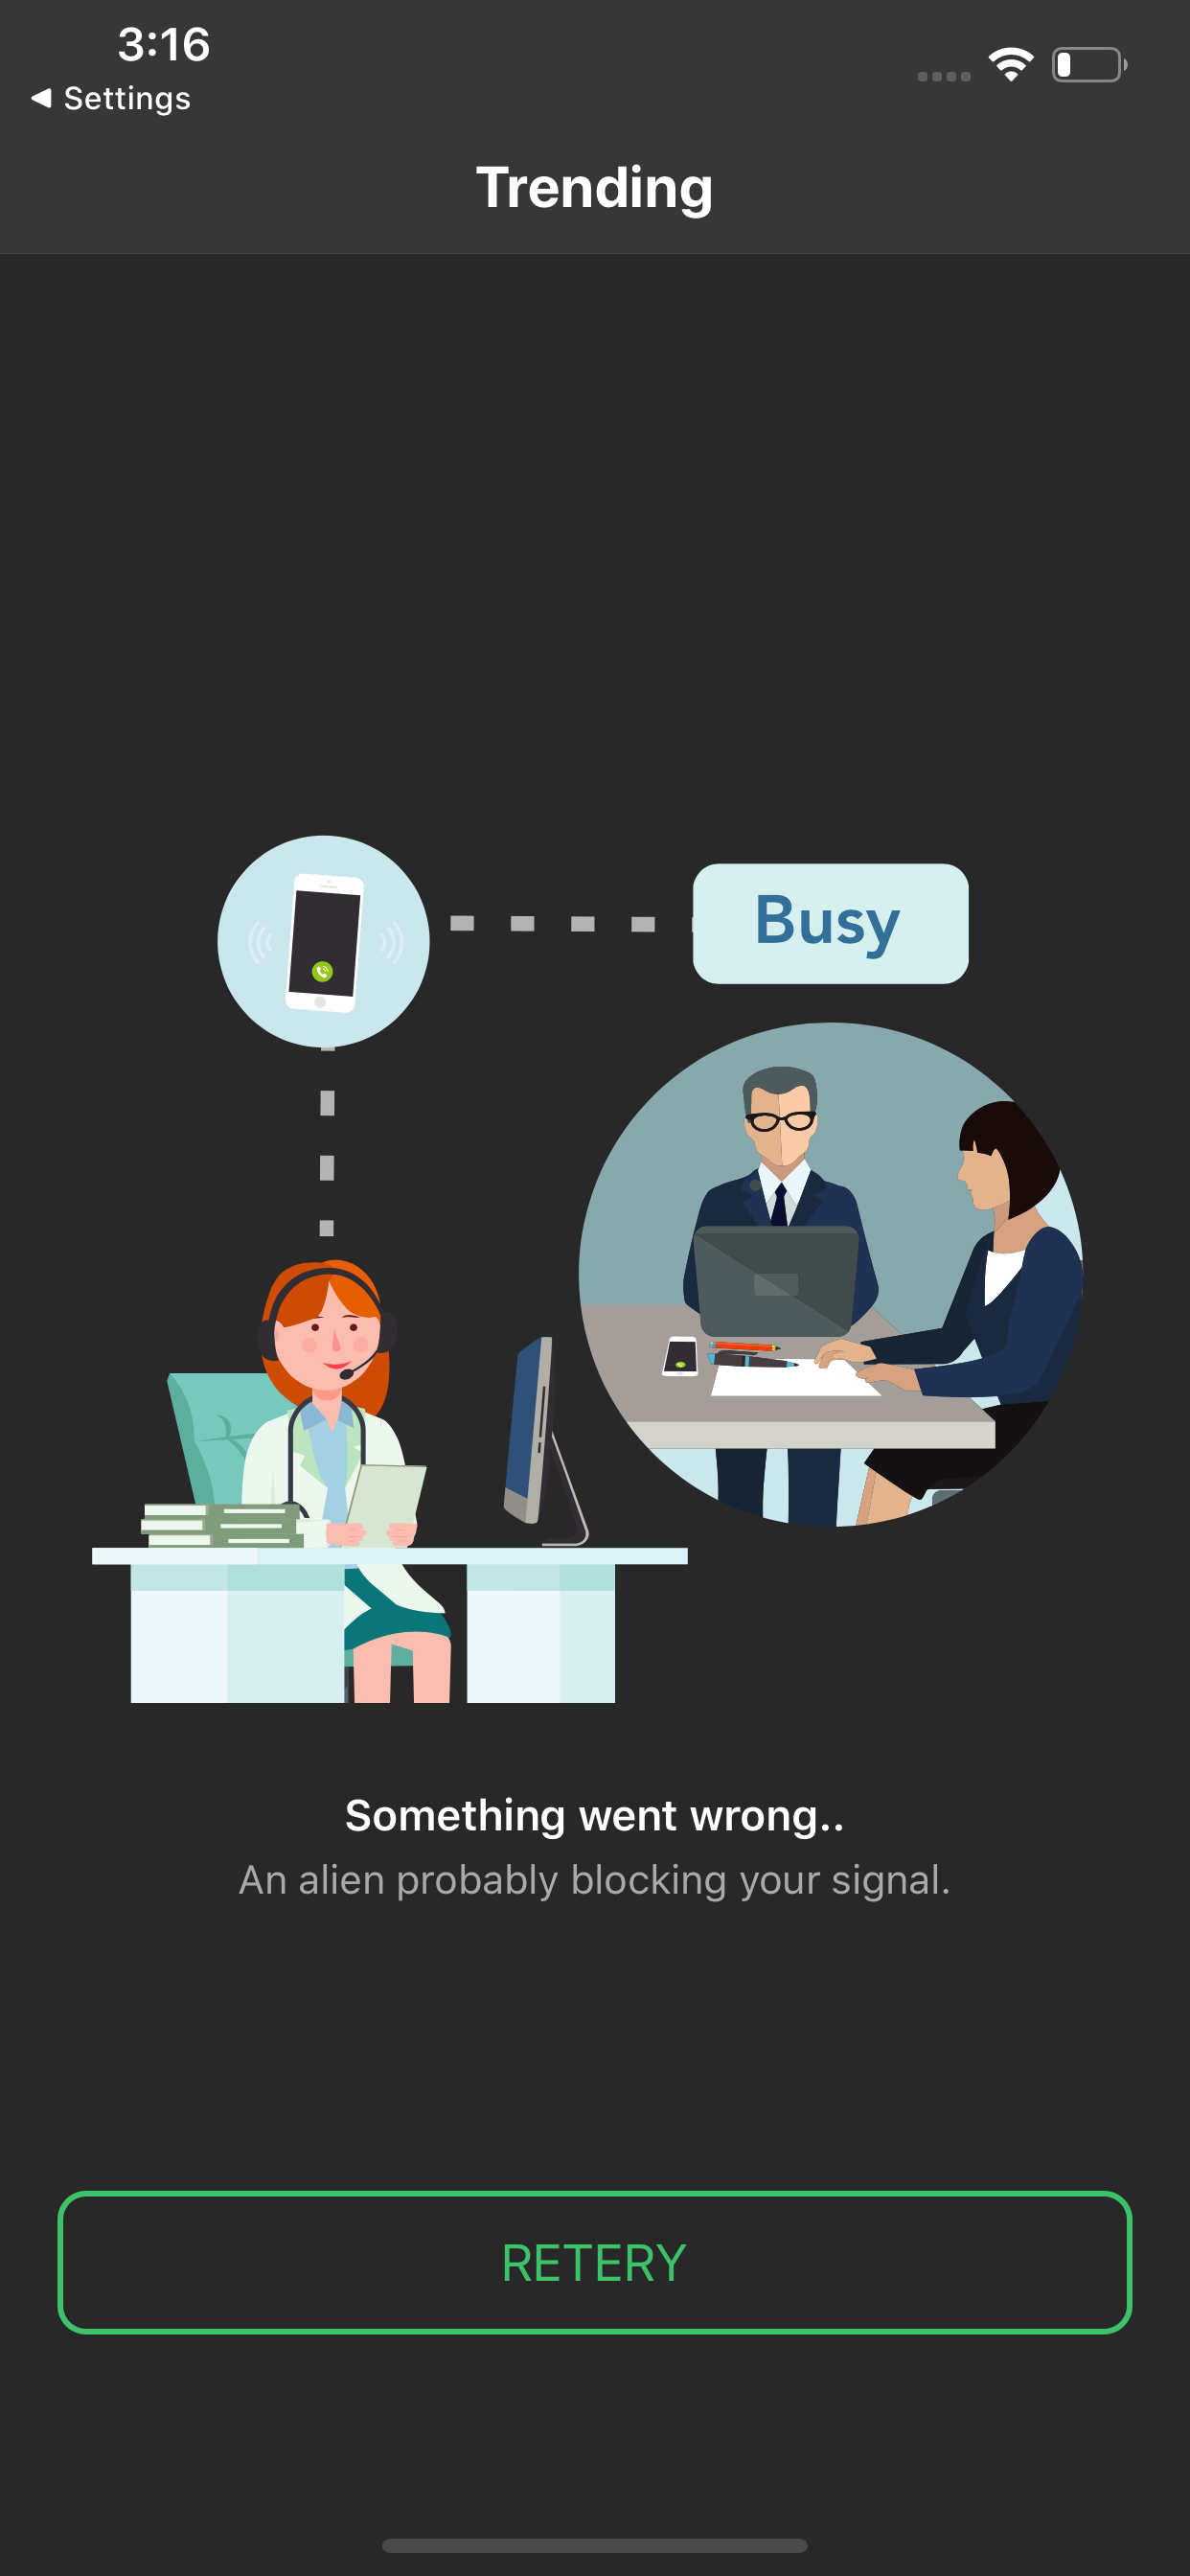 3:16
Settings
Trending
Busy
Something went wrong..
An alien probably blocking your signal.
RETERY